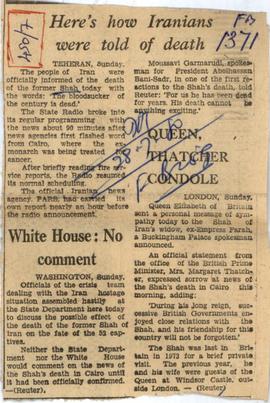 Here's how Iranians
were told of death
1371
TEHERAN, Sunday.
The people of Iran were
officially informed of the death
of the former Shah today with
the words: 'The bloodsucker of
the century is dead.'
The State Radio broke into
its regular programming with
the news about 90 minutes after
news agencies first flashed word
from Cairo, where the ex-
monarch was being treated for
cancer.
After briefly reading five ser-
vice reports, the Radio resumed
its normal scheduling.
The official Iranian news
agency, PARS, had carried its
own report nearly an hour before
the radio announcement.
White House: No
comment
WASHINGTON, Sunday.
Officials of the crisis team
dealing with the Iran hostage
situation assembled hastily at
the State Department here today
to discuss the possible effect of
the death of the former Shah of
Iran on the fate of the 52 cap-
tives.
Neither the State Depart-
ment nor the White House
would comment on the news of
the Shah's death in Cairo until
it had been officially confirmed.
—(Reuter).
Moussavi Garmarudi, spokes-
man for President Abolhassan
Bani-Sadr, in one of the first re-
actions to the Shah's death, told
Reuter: 'For us he has been dead
for years. His death cannot be
anything exciting.'
QUEEN,
THATCHER
CONDOLE
LONDON, Sunday.
Queen Elizabeth of Britain
sent a personal message of sym-
pathy today to the Shah of
Iran's widow, ex-Empress Farah,
a Buckingham Palace spokesman
announced.
An official statement from
the office of the British Prime
Minister, Mrs. Margaret Thatch-
er, expressed sorrow at news of
the Shah's death in Cairo this
morning, adding:
'During his long reign, suc-
cessive British Governments en-
joyed close relations with the
Shah, and his friendship for this
country will not be forgotten.'
The Shah was last in Bri-
tain in 1973 for a brief private
visit. The previous year, he
and his wife were guests of the
Queen at Windsor Castle, out-
side London. — (Reuter)